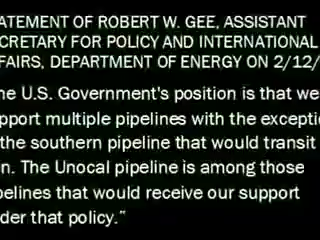 ATEMENT OF ROBERT W. GEE, ASSISTANT
CRETARY FOR POLICY AND INTERNATIONAL
FAIRS, DEPARTMENT OF ENERGY ON 2/12/
he U.S. Government's position is that we
pport multiple pipelines with the exceptio
the southern pipeline that would transit
n. The Unocal pipeline is among those
pelines that would receive our support
der that policy.”